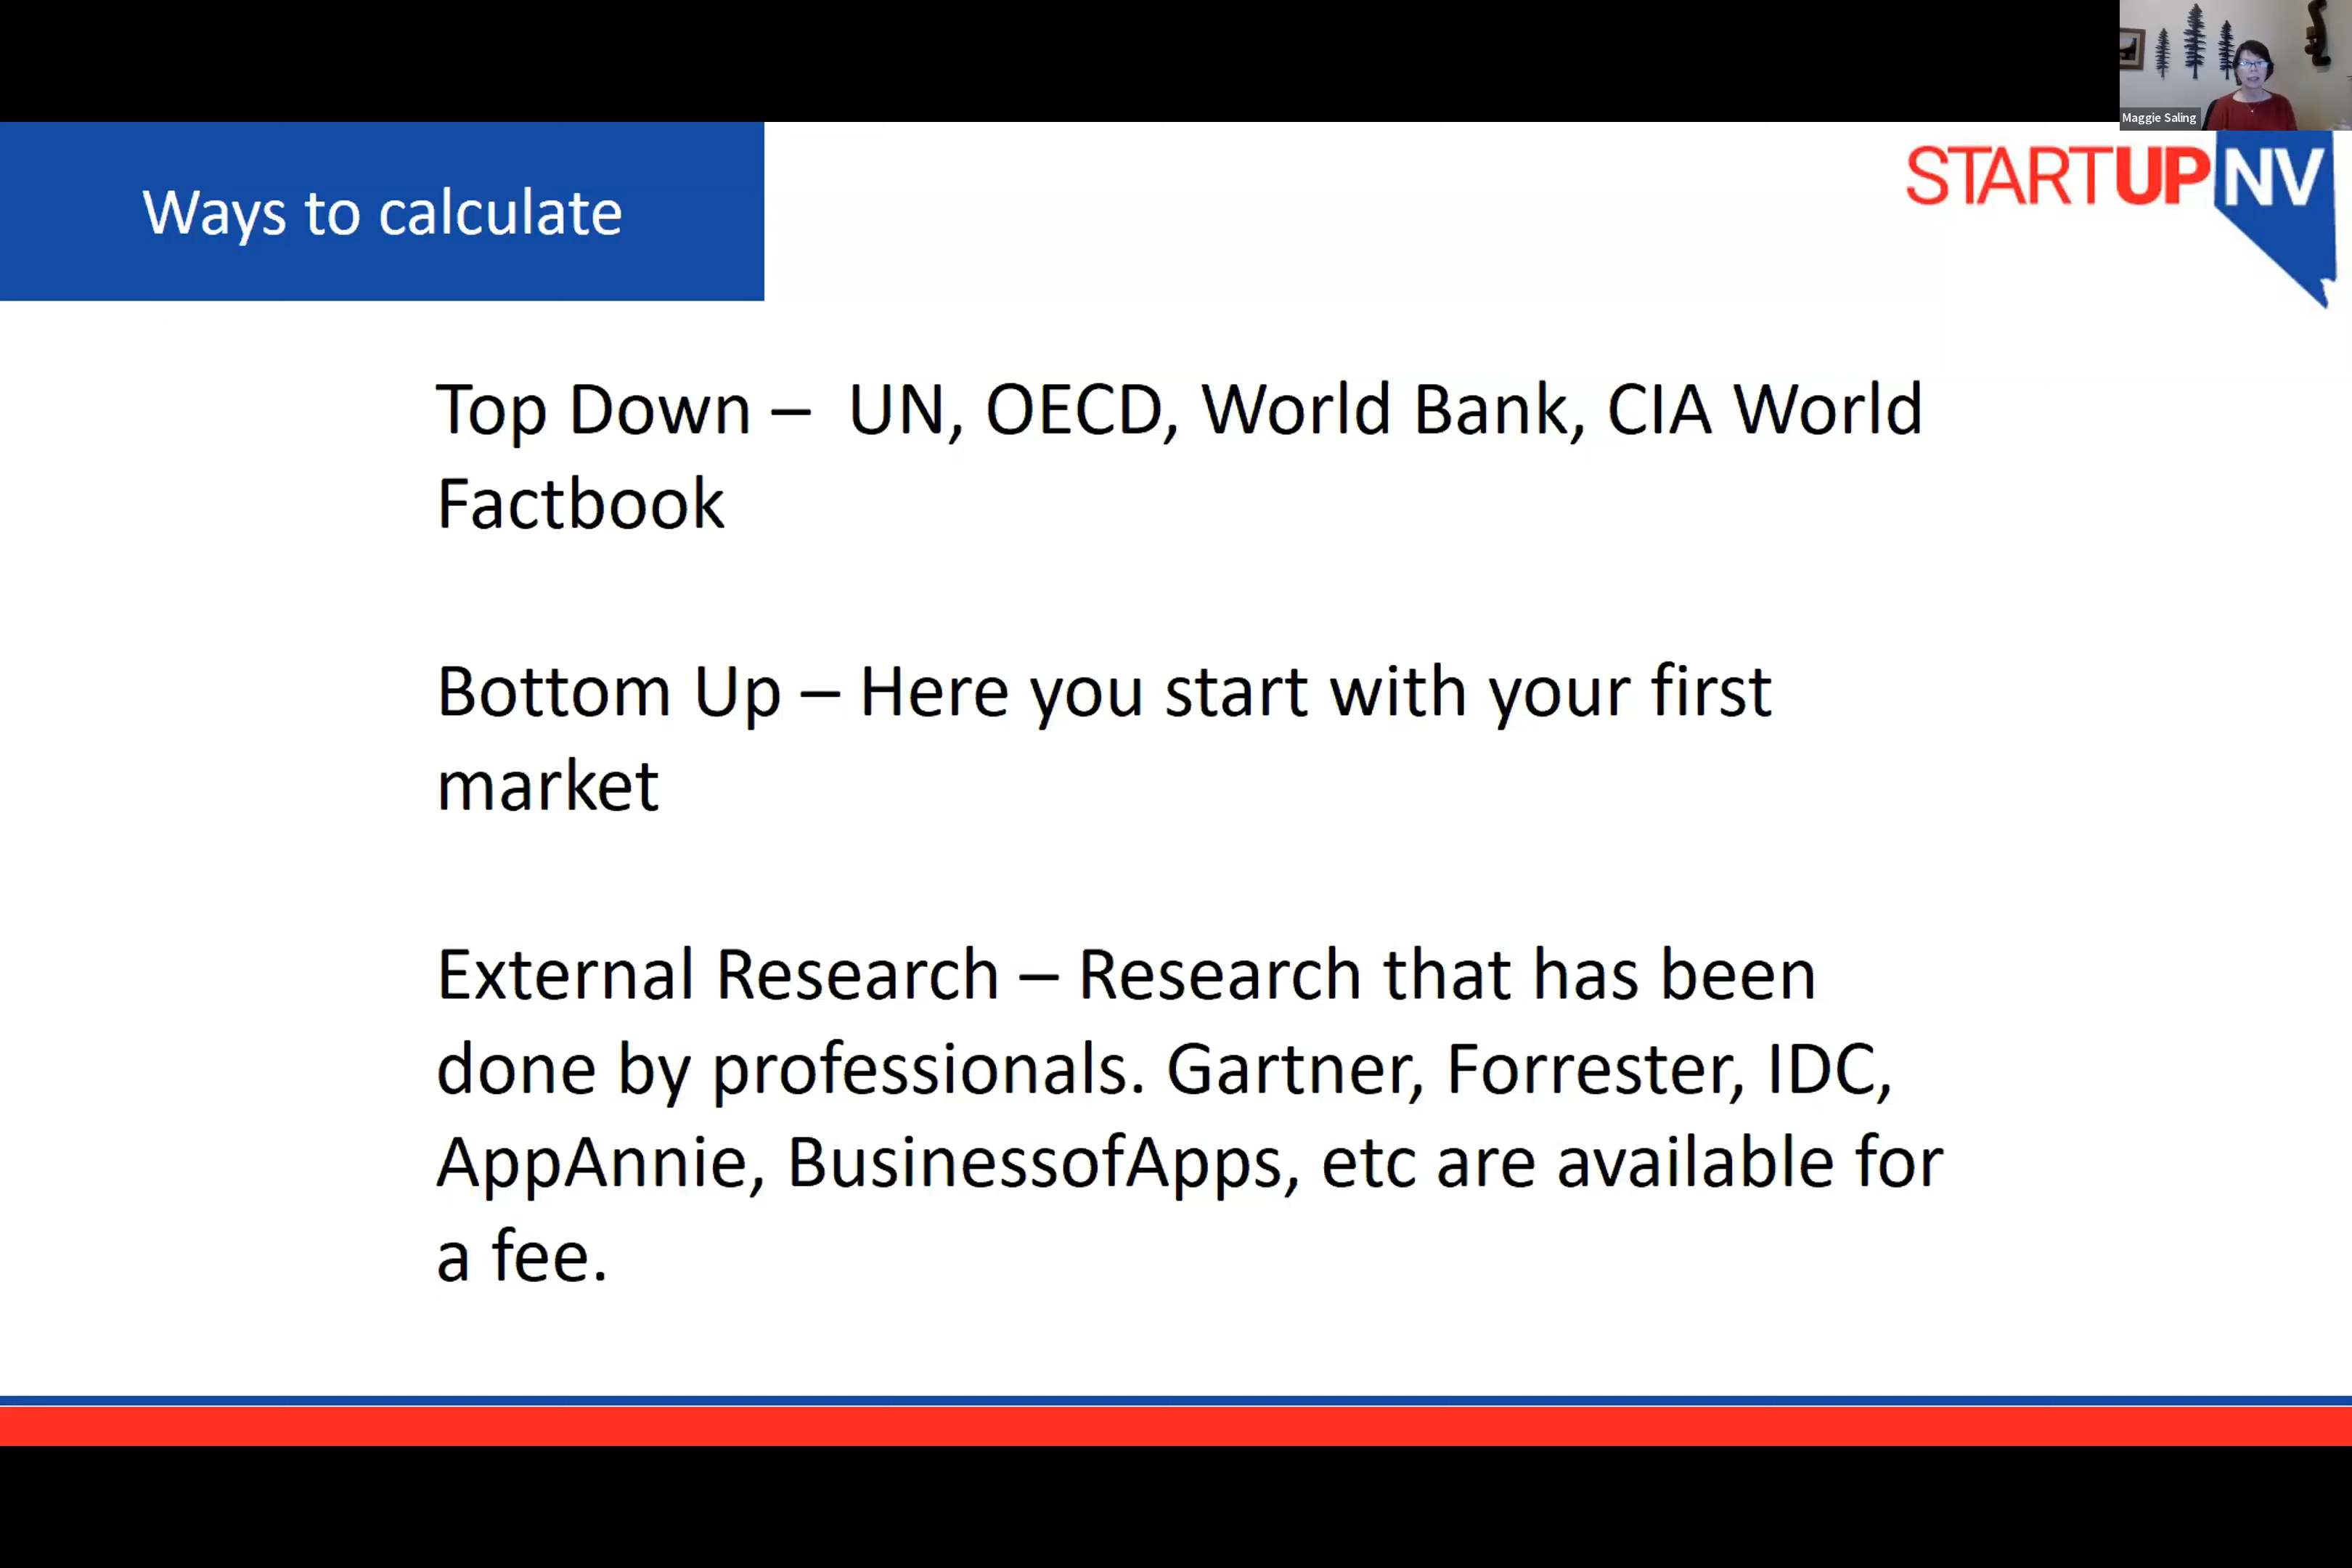 Maggie Saling
STARTUPNV
Ways to calculate
Top Down –  UN, OECD, World Bank, CIA World
Factbook
Bottom Up – Here you start with your first
market
External Research – Research that has been
done by professionals. Gartner, Forrester, IDC,
AppAnnie, BusinessofApps, etc are available for
a fee.